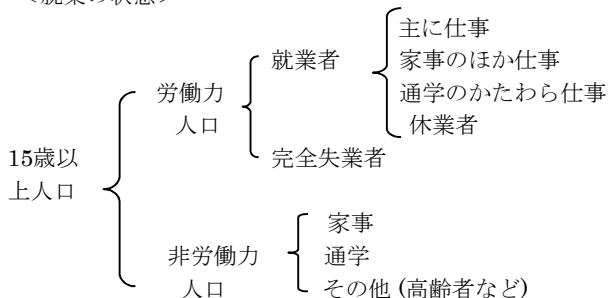 <就業の状態>
主に仕事
就業者
家事のほか仕事
労働力
人口
通学のかたわら仕事
休業者
完全失業者
15歳以
上人口
家事
非労働力
人口
通学
その他 (高齢者など)